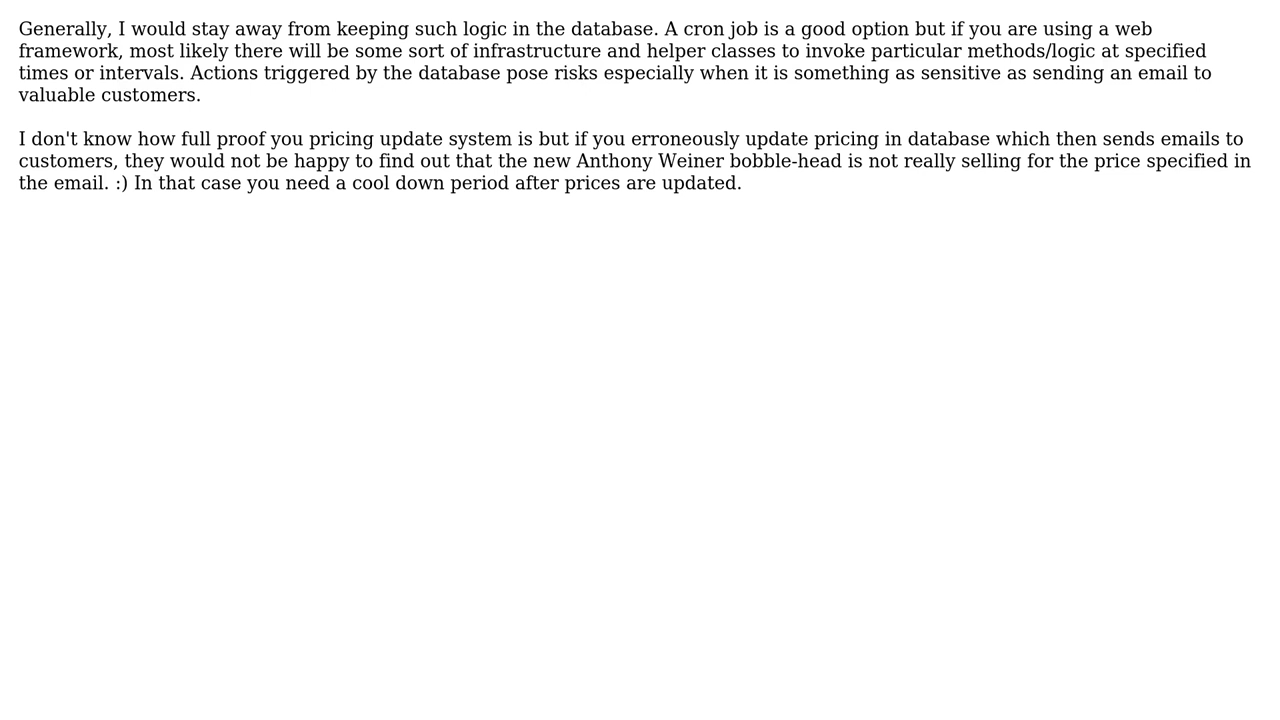 Generally, I would stay away from keeping such logic in the database. A cron job is a good option but if you are using a web
framework, most likely there will be some sort of infrastructure and helper classes to invoke particular methods/logic at specified
times or intervals. Actions triggered by the database pose risks especially when it is something as sensitive as sending an email to
valuable customers.
I don't know how full proof you pricing update system is but if you erroneously update pricing in database which then sends emails to
customers, they would not be happy to find out that the new Anthony Weiner bobble-head is not really selling for the price specified in
the email. :) In that case you need a cool down period after prices are updated.